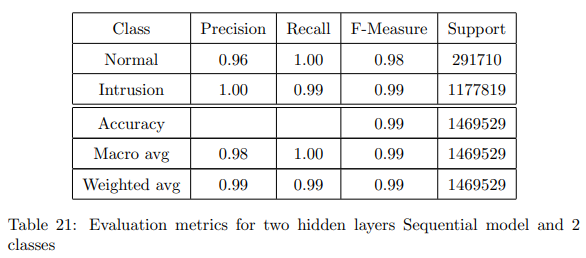 Class Precision Recall F-Measure Support
Normal 0.96 1.00 0.98 291710
Intrusion 1.00 0.99 0.99 1177819
Accuracy 0.99 1469529
Macro avg 0.98 1.00 0.99 1469529
Weighted avg 0.99 0.99 0.99 1469529
Table 21: Evaluation metrics for two hidden layers Sequential model and 2
classes